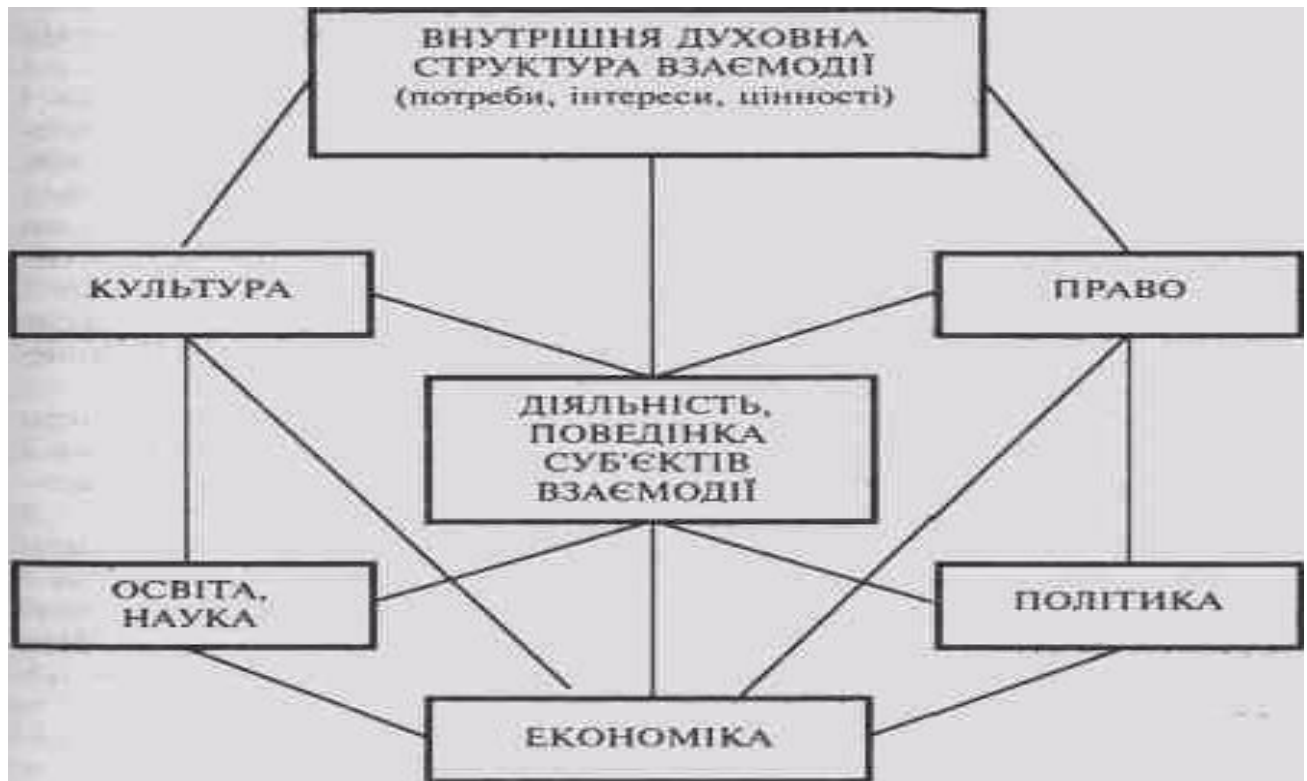 ВНУТРІШНЯ ДУХОВНА
СТРУКТУРА ВЗАЄМОДІЇ
(потреби, інтереси, цінності)
КУЛЬТУРА
ПРАВО
ДІЯЛЬНІСТЬ,
ПОВЕДІНКА
СУБ'ЄКТІВ
ВЗАЄМОДІЇ
ОСВІТА,
НАУКА
ПОЛІТИКА
ЕКОНОМІКА